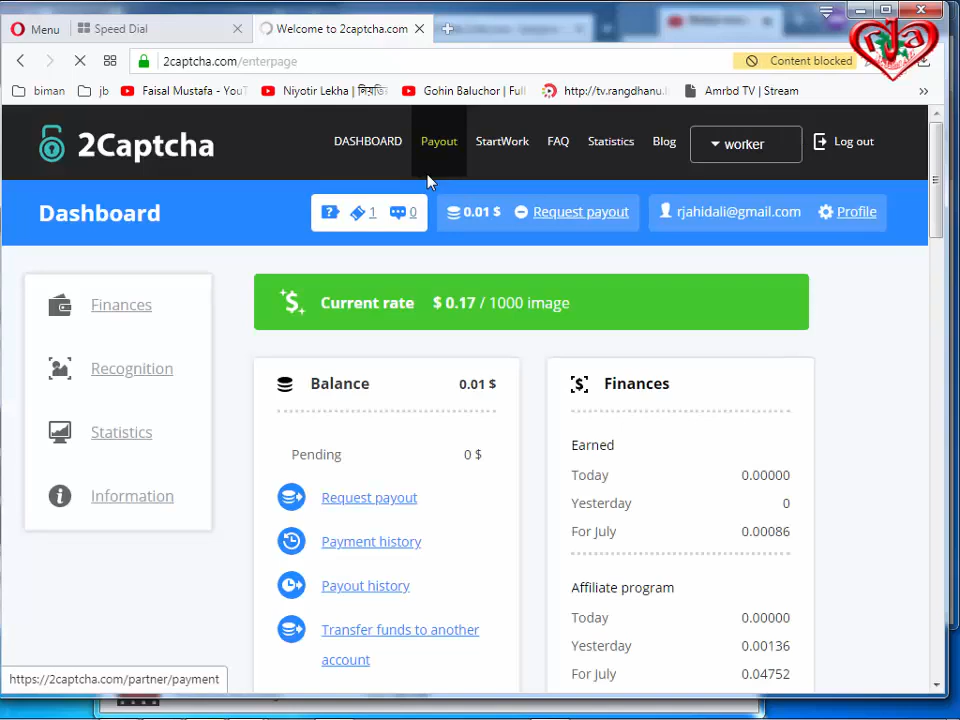 Menu
Speed Dial
Welcome to 2captcha.com
rja
2captcha.com/enterpage
Content blocked
biman
jb
Faisal Mustafa - YouT
Niyotir Lekha | নিয়তির
Gohin Baluchor | Full
http://tv.rangdhanu.l
Amrbd TV | Stream
»
2Captcha
DASHBOARD
Payout
StartWork
FAQ
Statistics
Blog
worker
Log out
Dashboard
1
0
0.01 $
Request payout
rjahidali@gmail.com
Profile
Finances
Recognition
Statistics
Information
Current rate $ 0.17 / 1000 image
Balance 0.01 $
Pending 0 $
Request payout
Payment history
Payout history
Transfer funds to another
account
Finances
Earned
Today 0.00000
Yesterday 0
For July 0.00086
Affiliate program
Today 0.00000
Yesterday 0.00136
For July 0.04752
https://2captcha.com/partner/payment